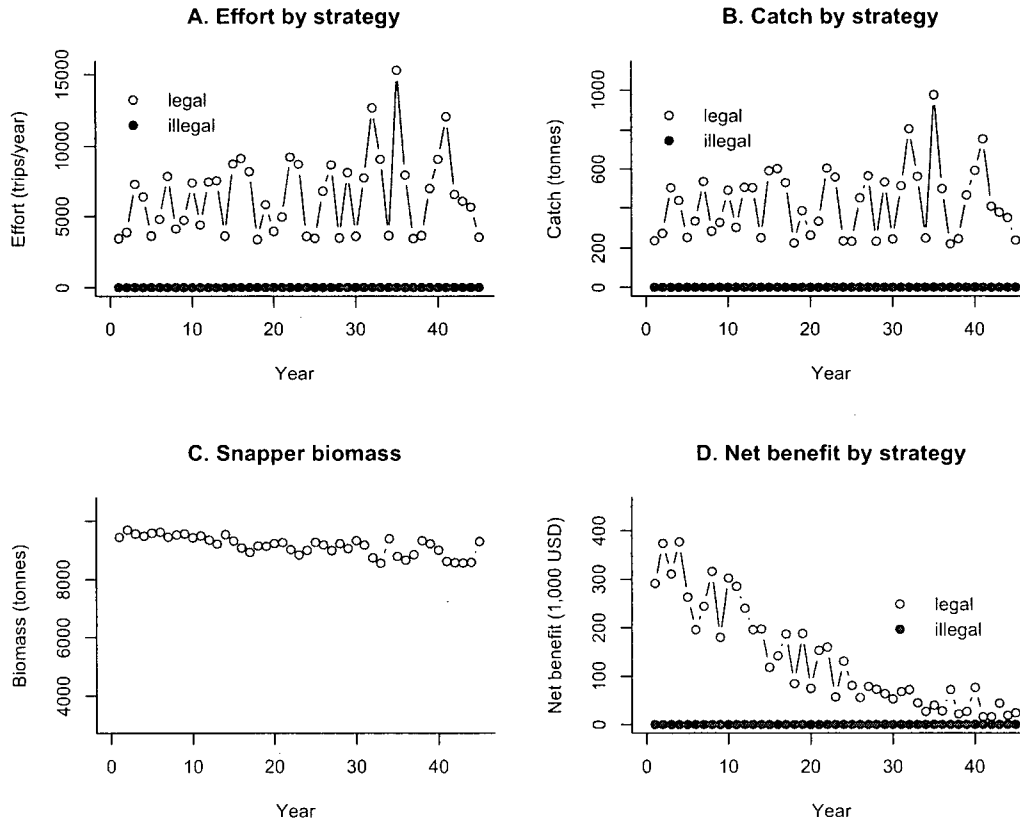 A. Effort by strategy
Effort (trips/year)
0 5000 10000 15000
legal
illegal
0 10 20 30 40
Year
B. Catch by strategy
Catch (tonnes)
0 200 600 1000
legal
illegal
0 10 20 30 40
Year
C. Snapper biomass
Biomass (tonnes)
4000 6000 8000
0 10 20 30 40
Year
D. Net benefit by strategy
Net benefit (1,000 USD)
0 100 200 300 400
legal
illegal
0 10 20 30 40
Year